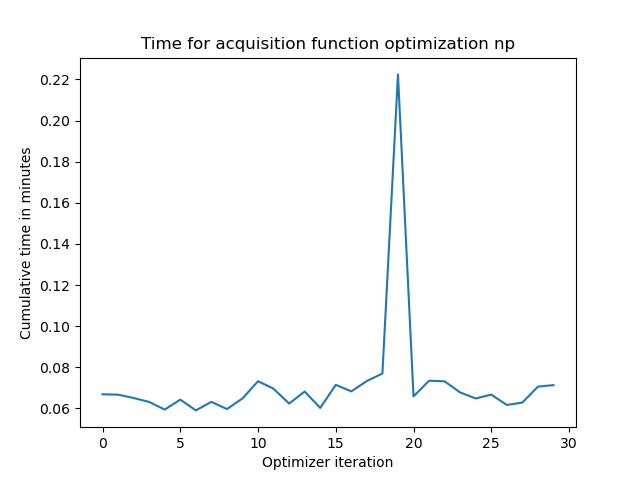 Time for acquisition function optimization np
Cumulative time in minutes
0.22
0.20
0.18
0.16
0.14
0.12
0.10
0.08
0.06
0 5 10 15 20 25 30
Optimizer iteration